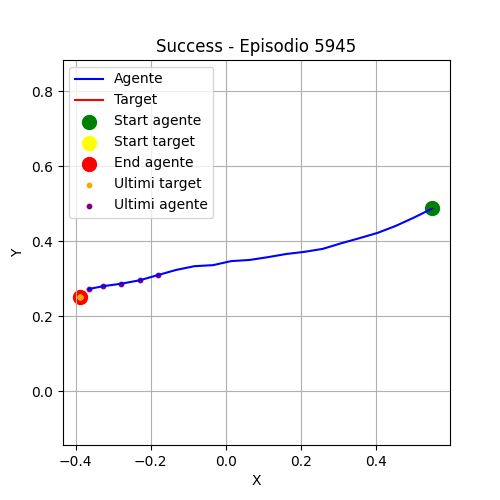 Success - Episodio 5945
Agente
Target
Start agente
Start target
End agente
Ultimi target
Ultimi agente
0.8
0.6
0.4
0.2
0.0
Y
−0.4 −0.2 0.0 0.2 0.4
X